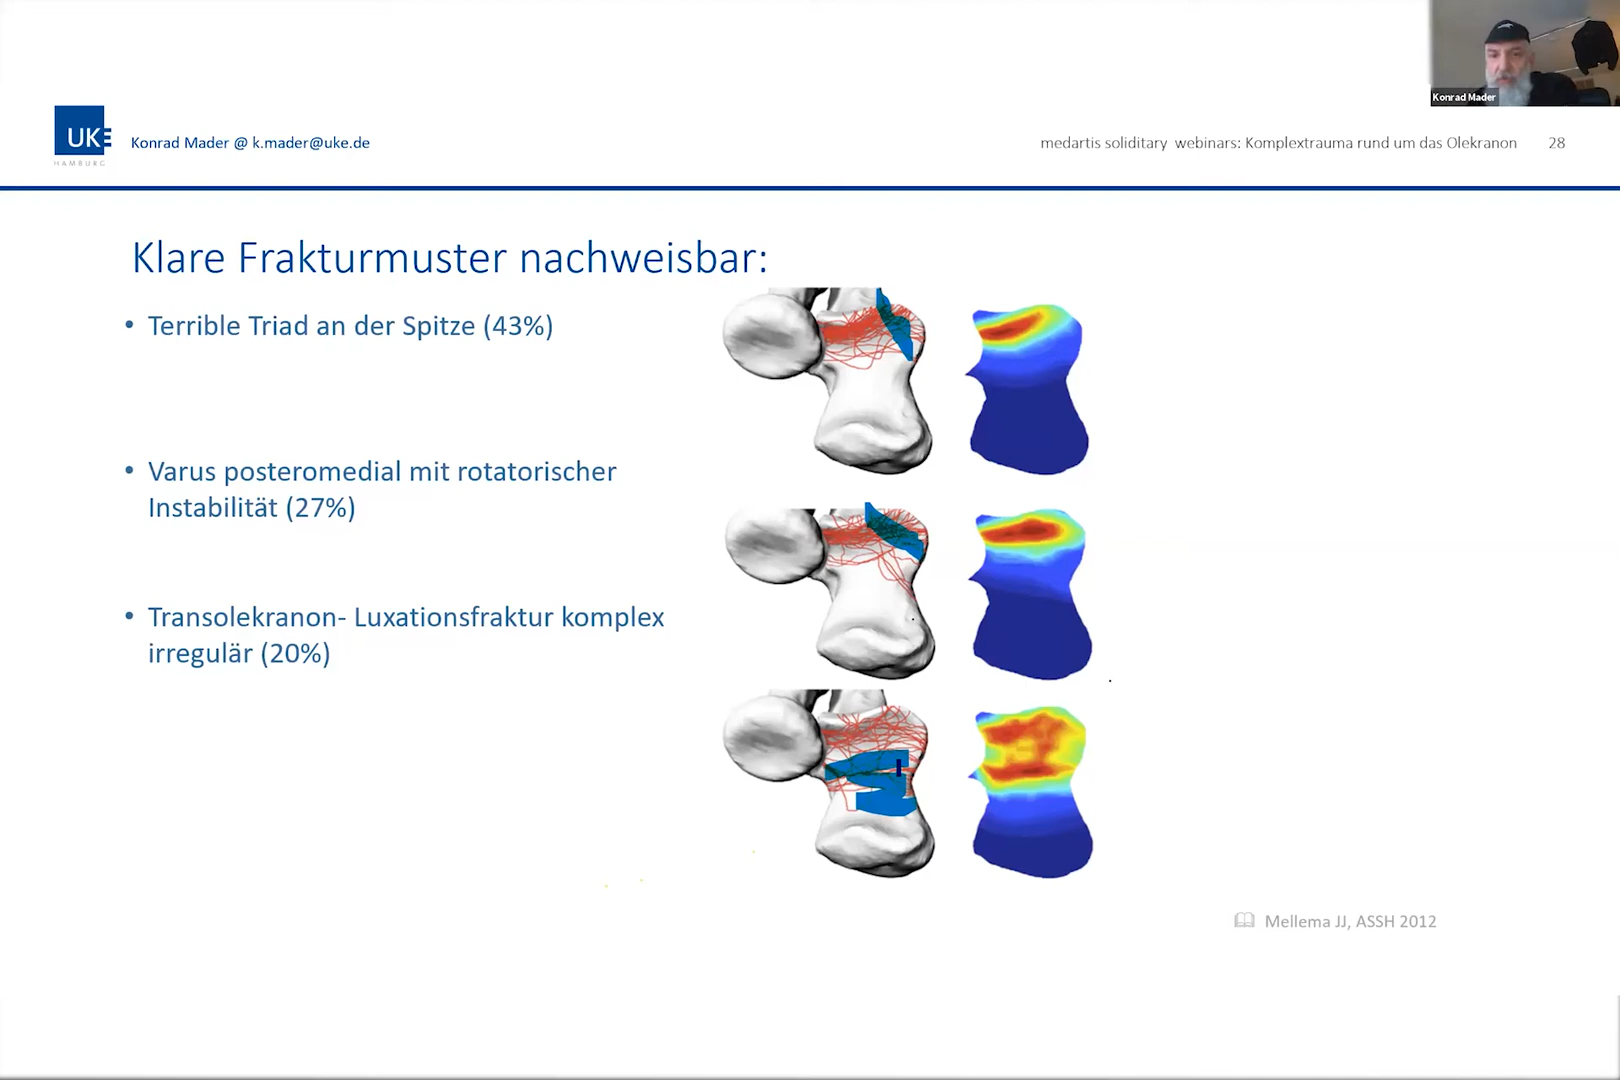 Konrad Mader
UKE
HAMBURG
Konrad Mader @ k.mader@uke.de
medartis soliditary webinars: Komplextrauma rund um das Olekranon 28
Klare Frakturmuster nachweisbar:
• Terrible Triad an der Spitze (43%)
• Varus posteromedial mit rotatorischer
Instabilität (27%)
• Transolekranon- Luxationsfraktur komplex
irregulär (20%)
Mellema JJ, ASSH 2012